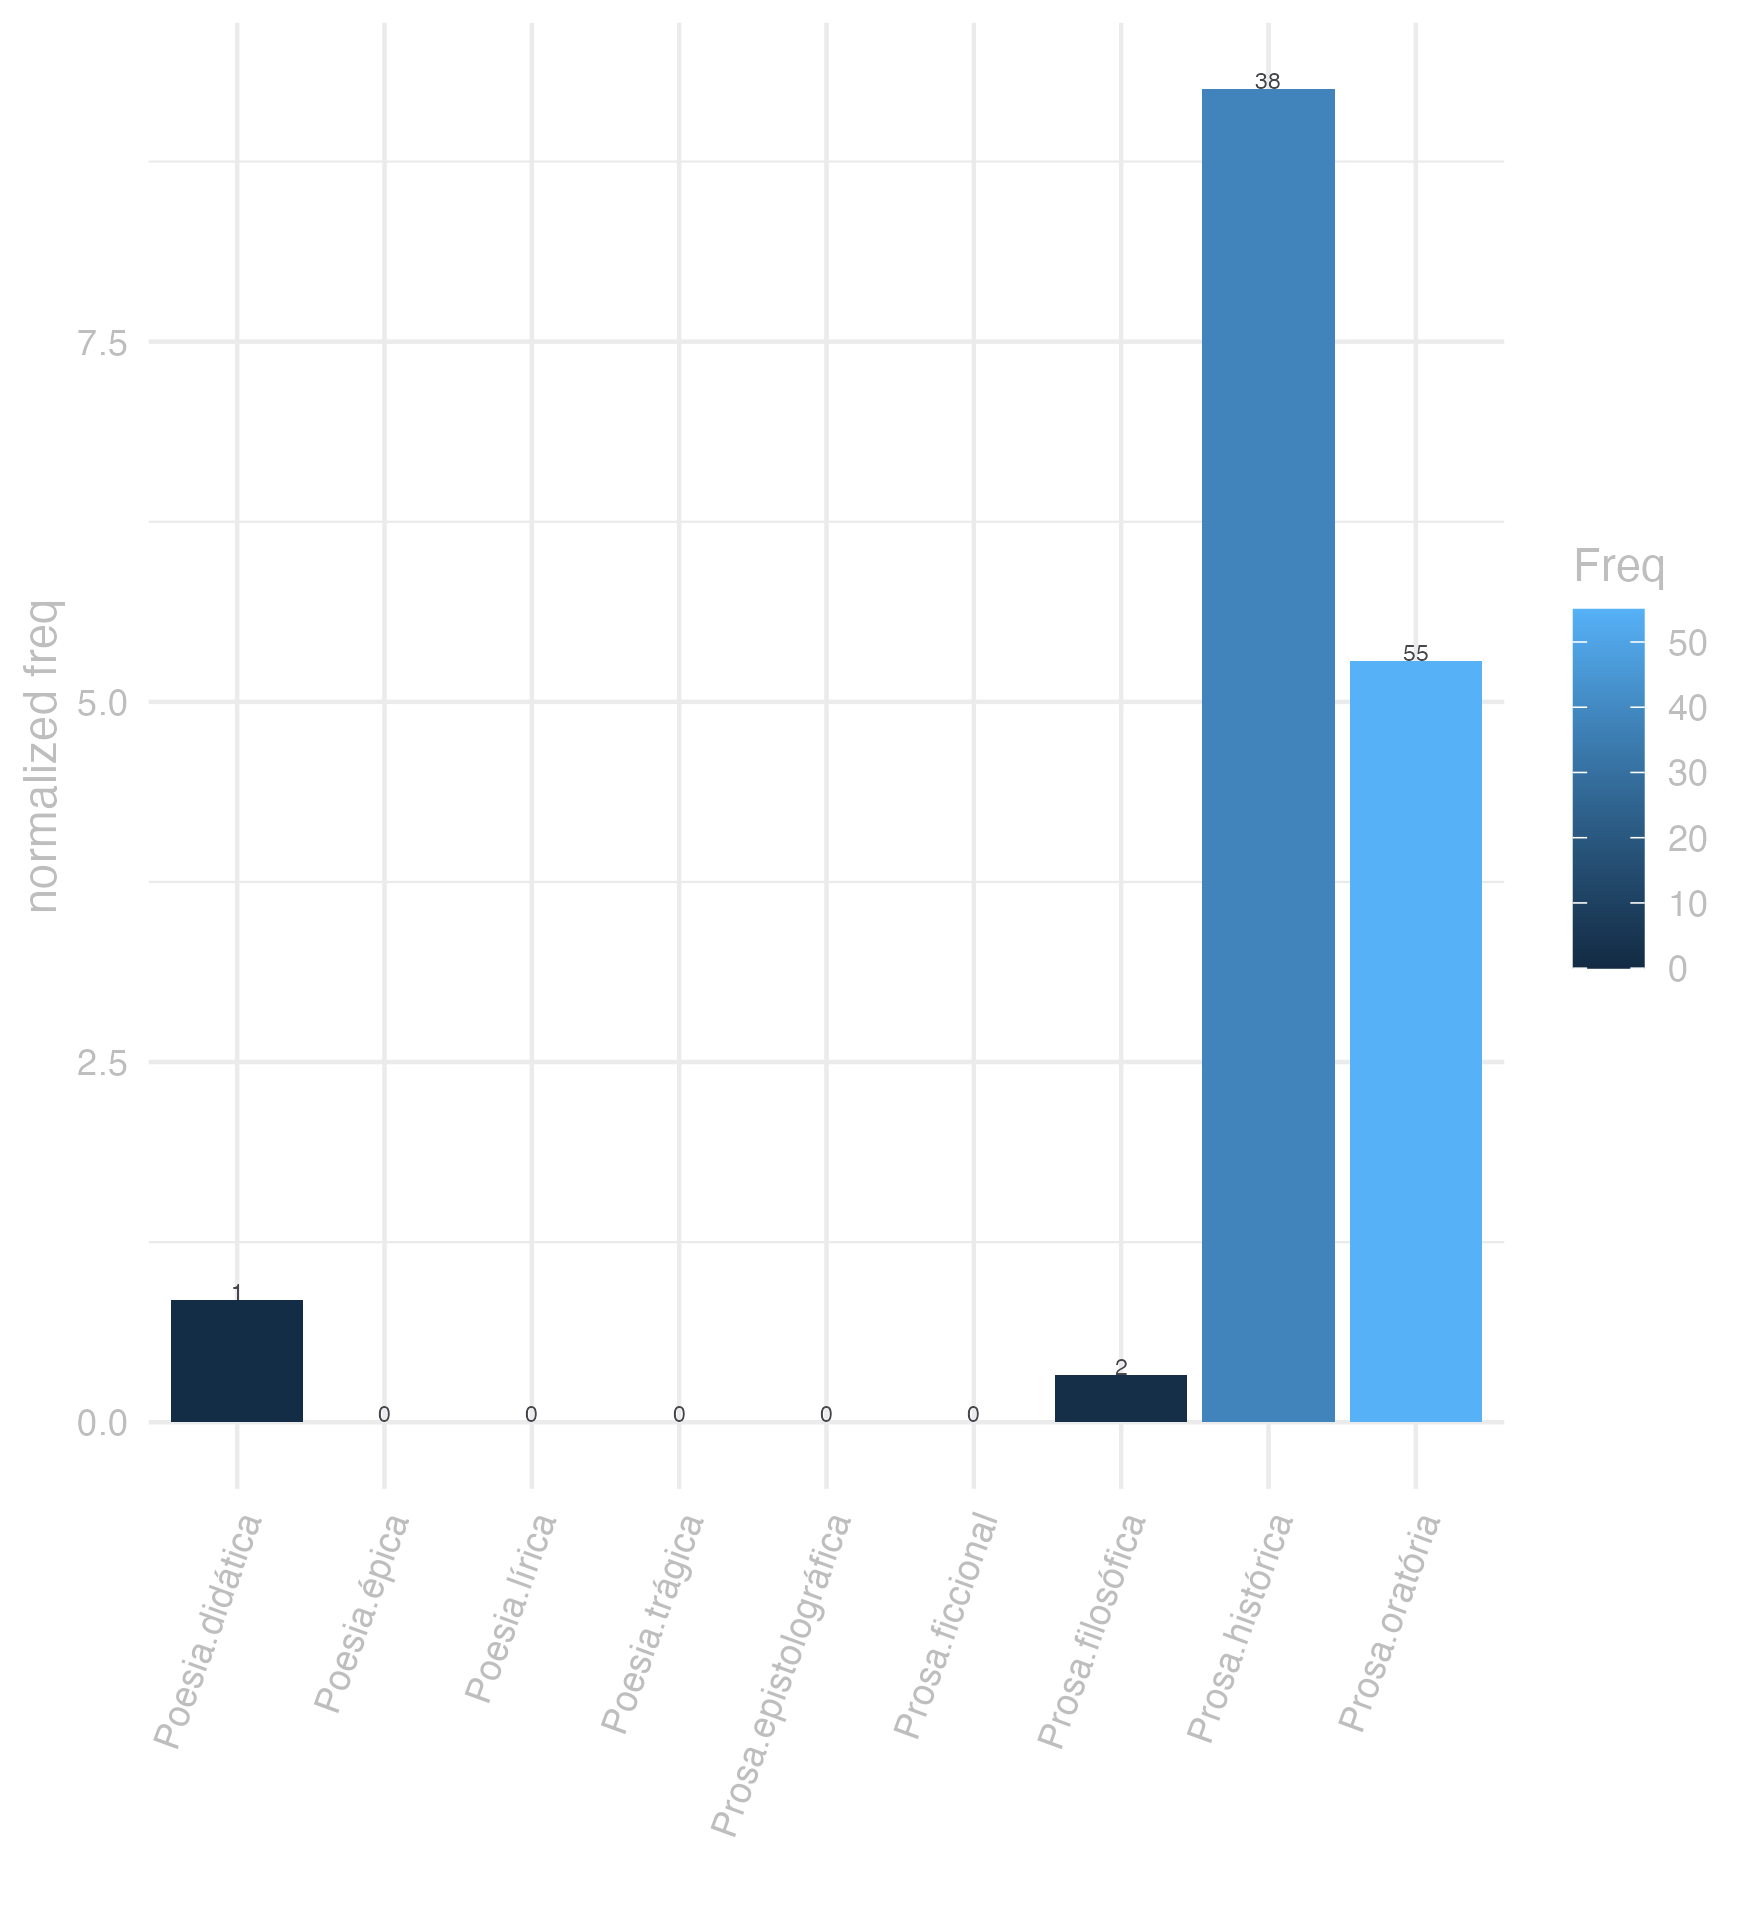 normalized freq
7.5
5.0
2.5
0.0
1
0
0
0
0
0
2
38
55
Poesia.didática
Poesia.épica
Poesia.lírica
Poesia.trágica
Prosa.epistolográfica
Prosa.ficcional
Prosa.filosófica
Prosa.histórica
Prosa.oratória
Freq
50
40
30
20
10
0